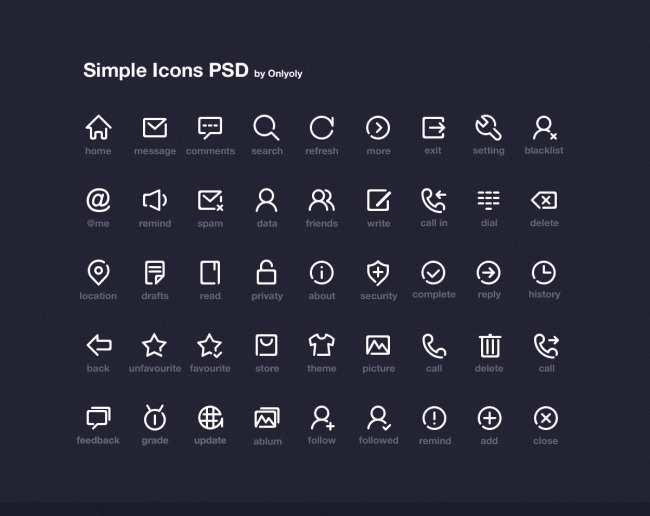 Simple Icons PSD by Onlyoly
home message comments search refresh more exit setting blacklist
@me remind spam data friends write call in dial delete
location drafts read privaty about security complete reply history
back unfavourite favourite store theme picture call delete call
feedback grade update ablum follow followed remind add close